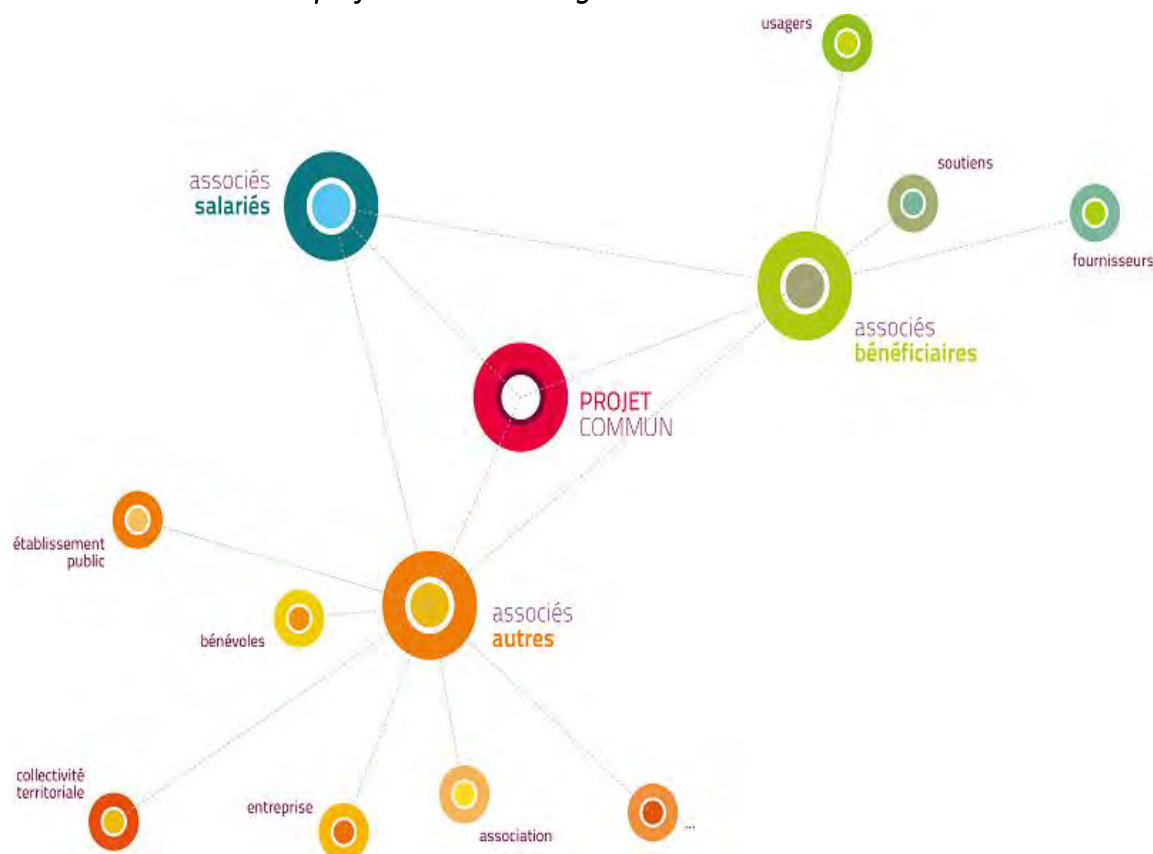 usagers
soutiens
associés
salariés
fournisseurs
associés
bénéficiaires
PROJET
COMMUN
établissement
public
associés
autres
bénévoles
collectivité
territoriale
entreprise
association
...